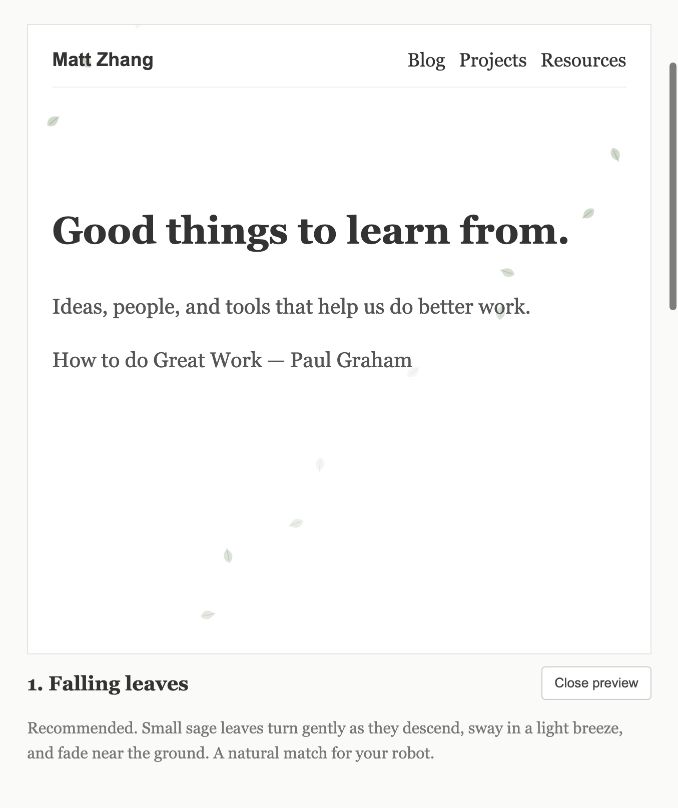 Matt Zhang
Blog Projects Resources
Good things to learn from.
Ideas, people, and tools that help us do better work.
How to do Great Work — Paul Graham
1. Falling leaves
Close preview
Recommended. Small sage leaves turn gently as they descend, sway in a light breeze,
and fade near the ground. A natural match for your robot.